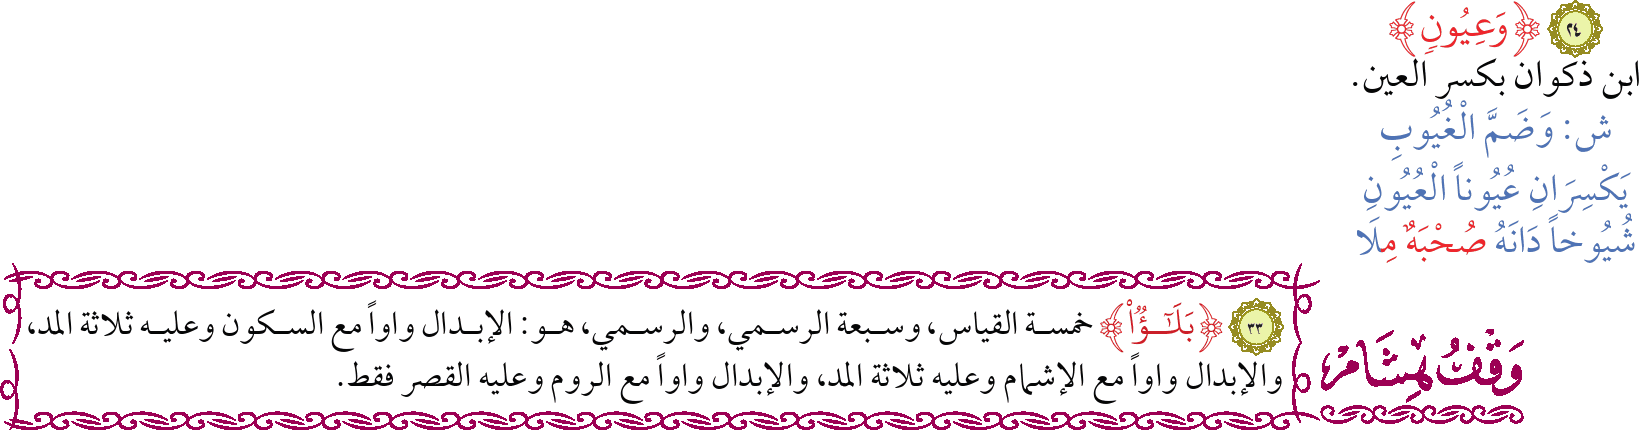 ٢٤ ﴿وَعِيُونٍ﴾
ابن ذكوان بكسر العين.
ش: وَضَمَّ الْغُيُوبِ
يَكْسِرَانِ عُيُوناً الْعُيُونِ
شُيُوخاً دَانَهُ صُحْبَةٌ مِلَا
٣٣ ﴿بَلَٰٓـؤٌاْ﴾ خمسة القياس، وسبعة الرسمي، والرسمي، هو: الإبدال واواً مع السكون وعليه ثلاثة المد،
والإبدال واواً مع الإشمام وعليه ثلاثة المد، والإبدال واواً مع الروم وعليه القصر فقط.
وَقْفُ هِشَامٍ